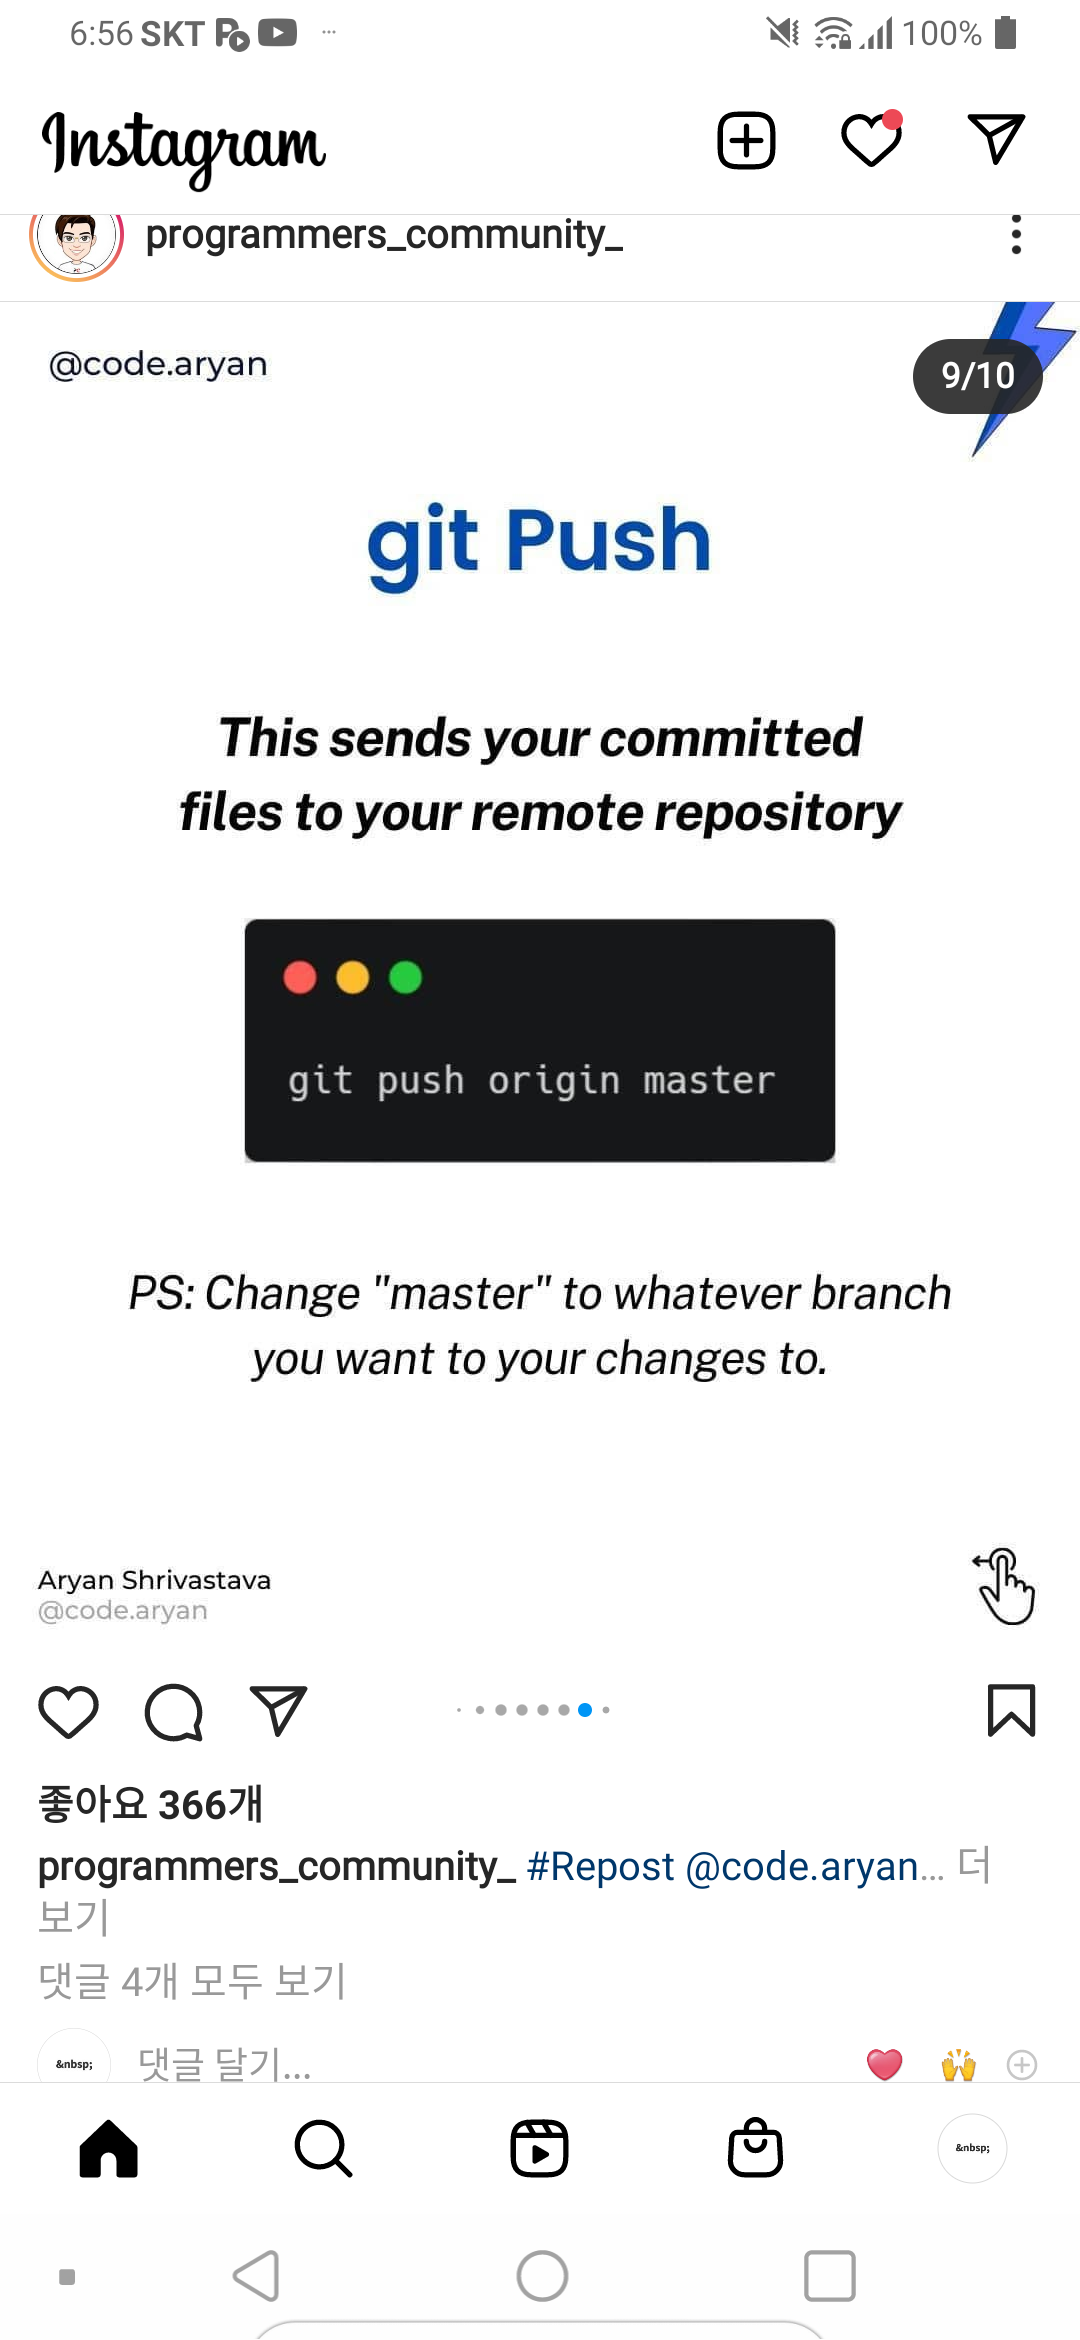 6:56 SKT
100%
Instagram
programmers_community_
@code.aryan
9/10
git Push
This sends your committed
files to your remote repository
git push origin master
PS: Change "master" to whatever branch
you want to your changes to.
Aryan Shrivastava
@code.aryan
좋아요 366개
programmers_community_ #Repost @code.aryan... 더
보기
댓글 4개 모두 보기
&nbsp;
댓글 달기...
&nbsp;